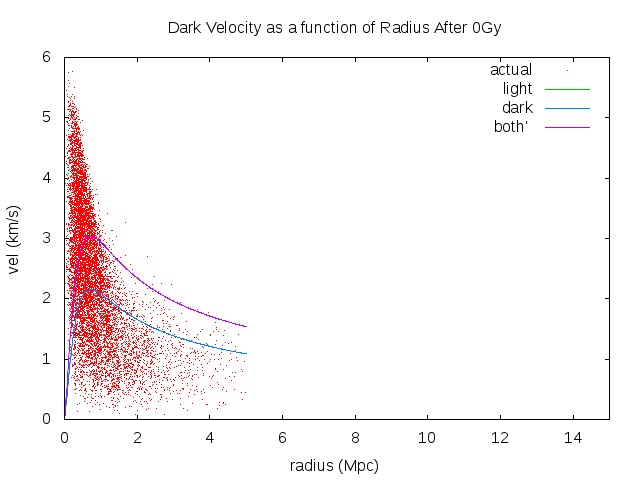 Dark Velocity as a function of Radius After 0Gy
actual
light
dark
both'
6
5
4
3
2
1
0
vel (km/s)
0 2 4 6 8 10 12 14
radius (Mpc)